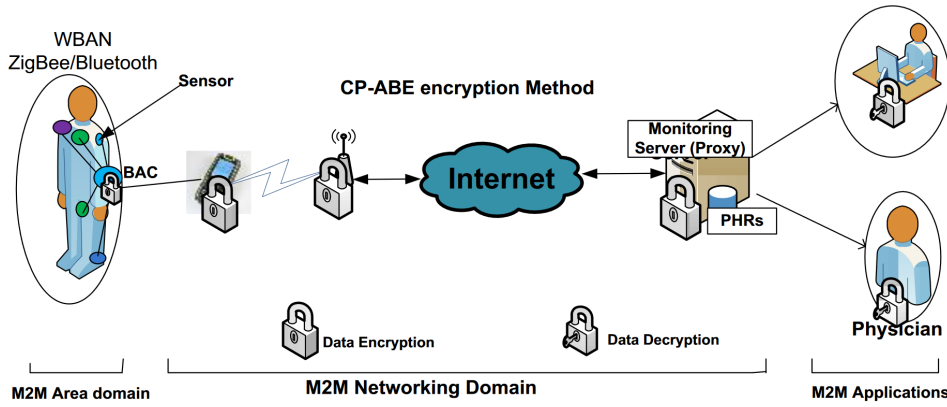 WBAN
ZigBee/Bluetooth
Sensor
CP-ABE encryption Method
BAC
Internet
Monitoring
Server (Proxy)
PHRs
Physician
Data Encryption
Data Decryption
M2M Area domain
M2M Networking Domain
M2M Applications